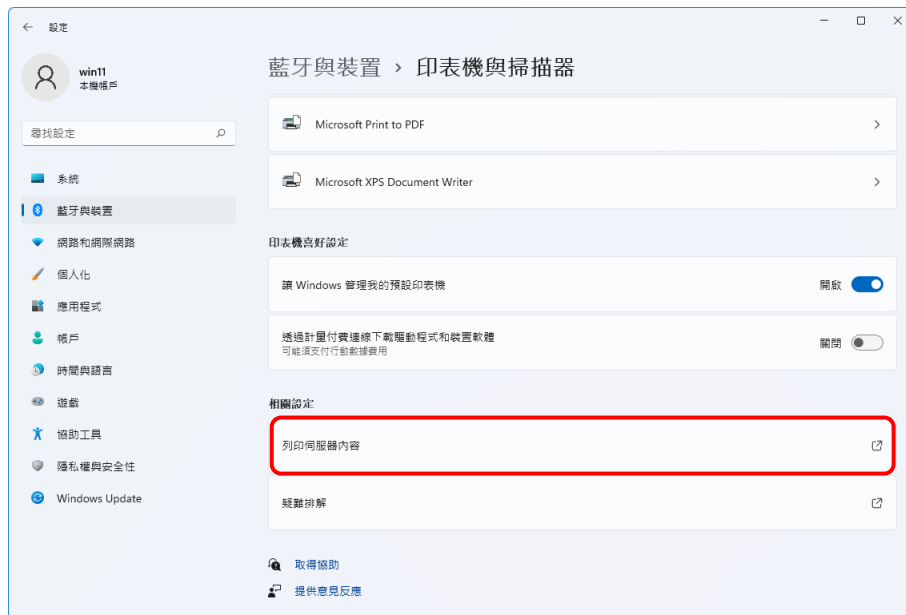 設定
win11
本機帳戶
尋找設定
系統
藍牙與裝置
網路和網際網路
個人化
應用程式
帳戶
時間與語言
遊戲
協助工具
隱私權與安全性
Windows Update
藍牙與裝置 › 印表機與掃描器
Microsoft Print to PDF
Microsoft XPS Document Writer
印表機喜好設定
讓 Windows 管理我的預設印表機 開啟
透過計量付費連線下載驅動程式和裝置軟體
可能須支付行動數據費用 關閉
相關設定
列印伺服器內容
疑難排解
取得協助
提供意見反應